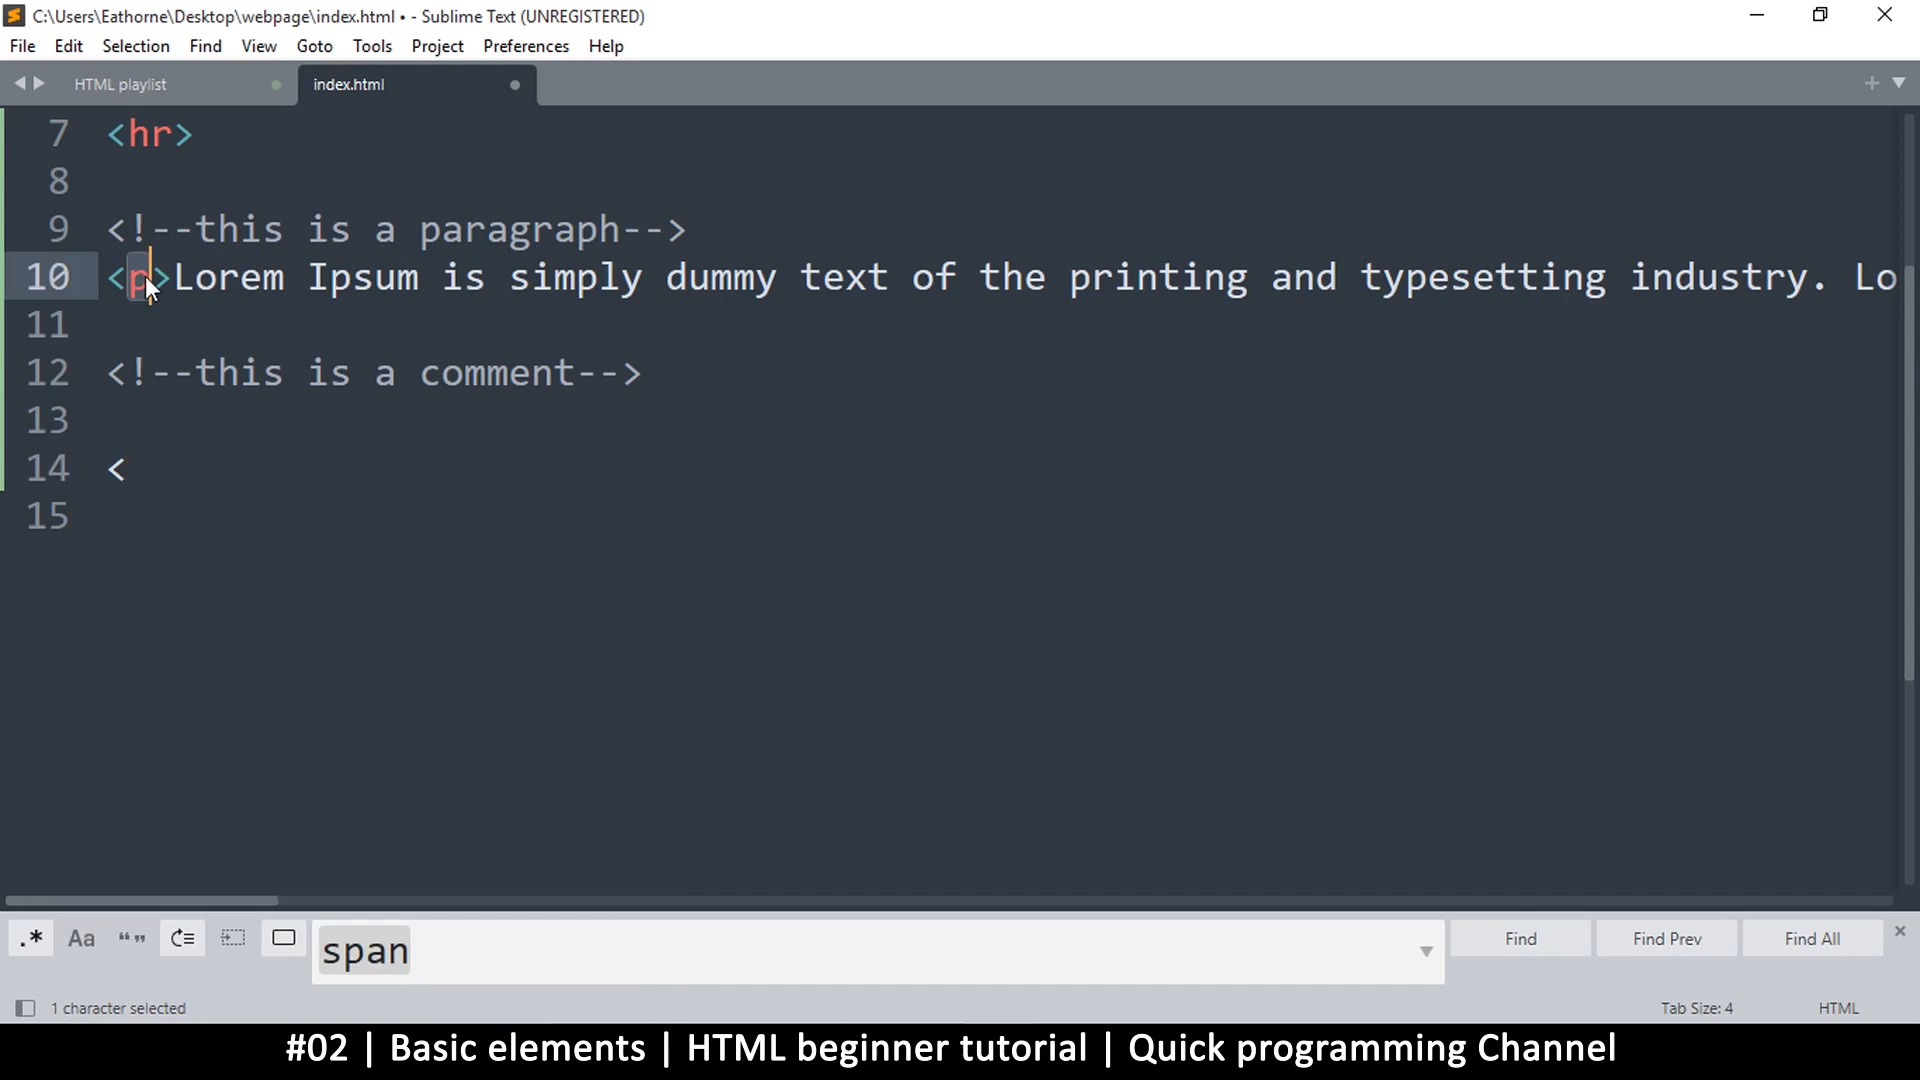 C:\Users\Eathorne\Desktop\webpage\index.html • - Sublime Text (UNREGISTERED)
File Edit Selection Find View Goto Tools Project Preferences Help
HTML playlist index.html
7 <hr>
8
9 <!--this is a paragraph-->
10 <p>Lorem Ipsum is simply dummy text of the printing and typesetting industry. Lo
11
12 <!--this is a comment-->
13
14 <
15
.* Aa “” span Find Find Prev Find All
1 character selected Tab Size: 4 HTML
#02 | Basic elements | HTML beginner tutorial | Quick programming Channel